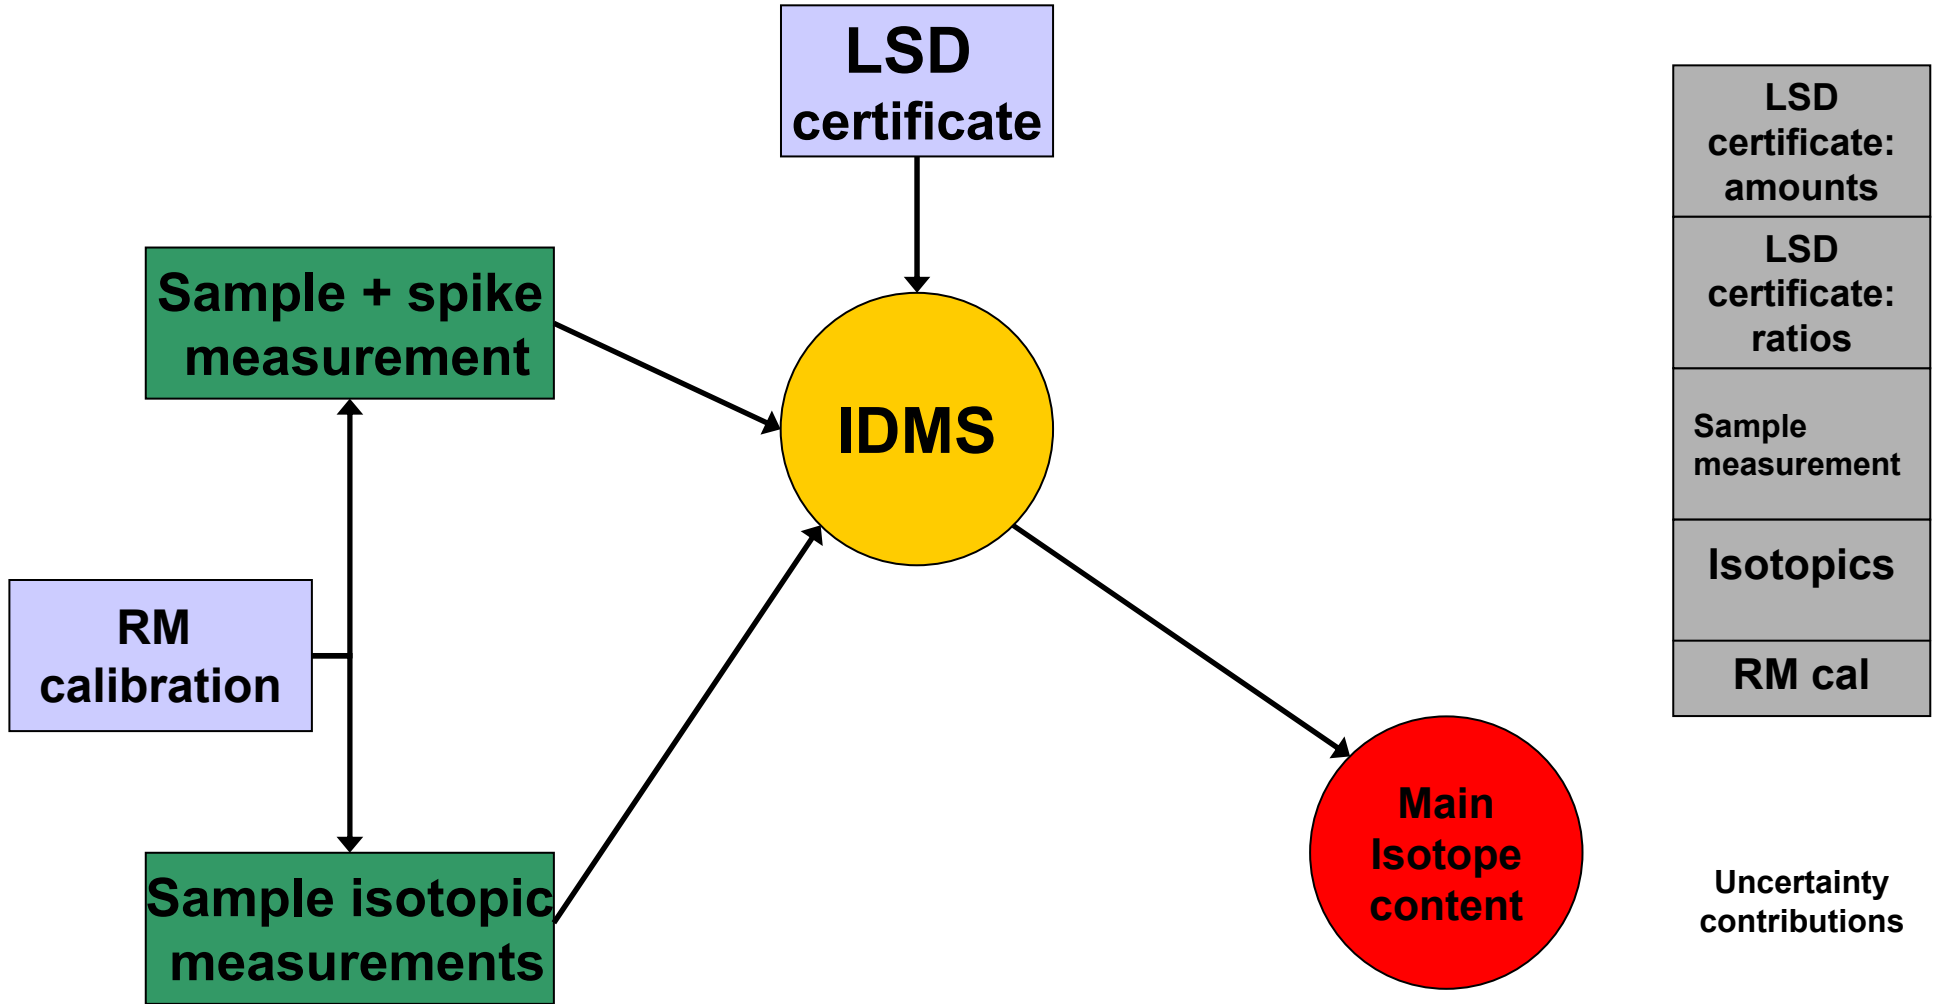 LSD
certificate
Sample + spike
measurement
IDMS
RM
calibration
Sample isotopic
measurements
Main
Isotope
content
LSD
certificate:
amounts
LSD
certificate:
ratios
Sample
measurement
Isotopics
RM cal
Uncertainty
contributions